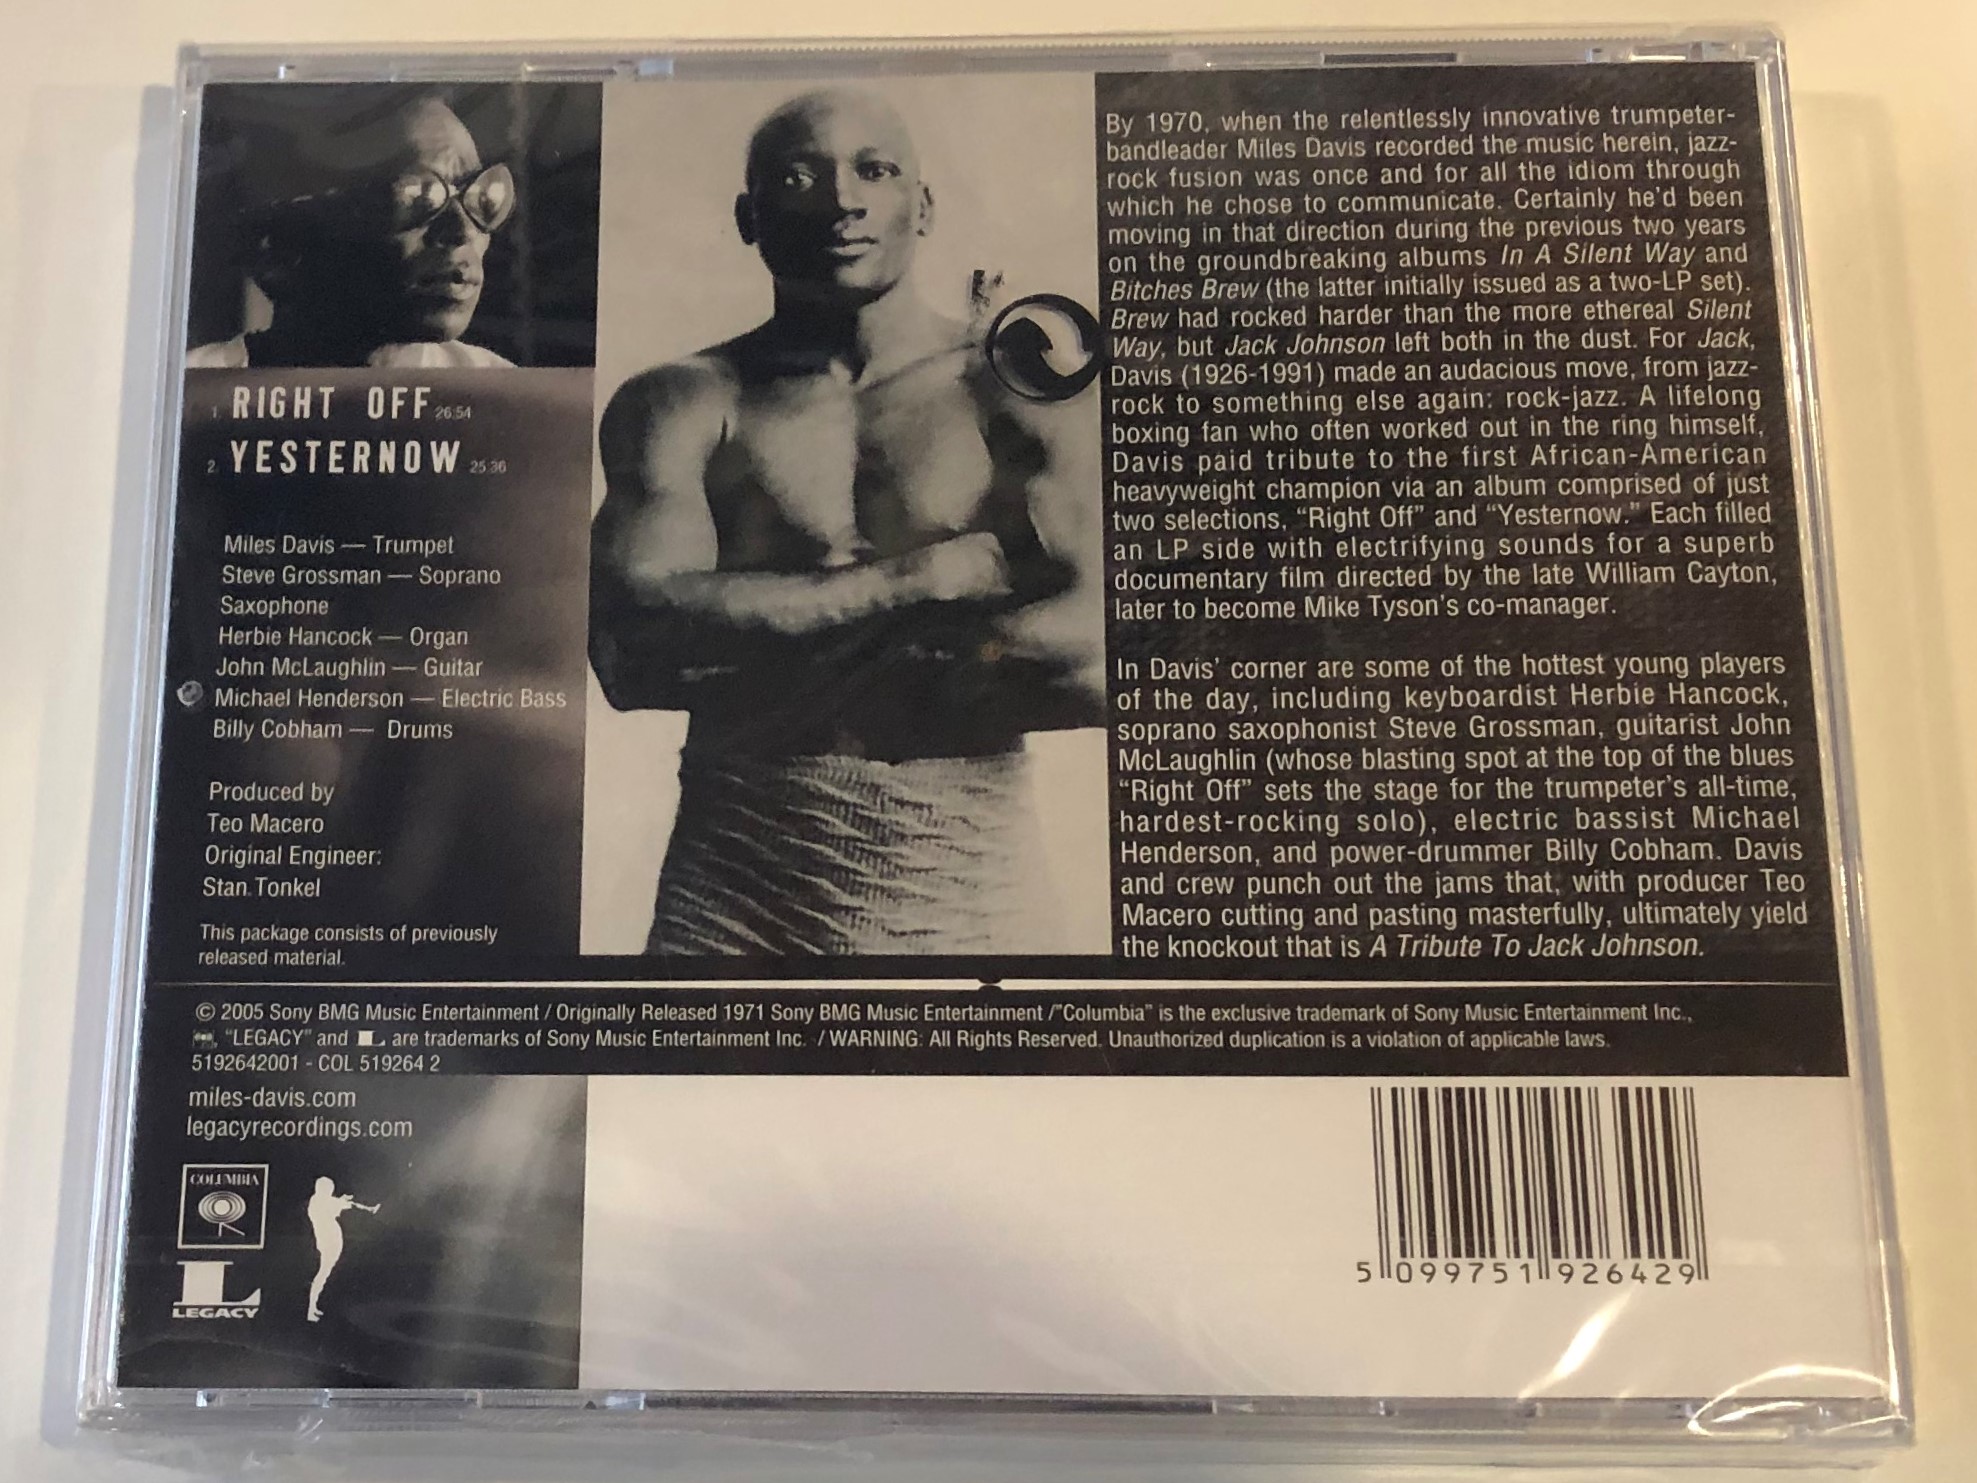 1. RIGHT OFF 26:54
2. YESTERNOW 25:36
Miles Davis — Trumpet
Steve Grossman — Soprano
Saxophone
Herbie Hancock — Organ
John McLaughlin — Guitar
Michael Henderson — Electric Bass
Billy Cobham — Drums
Produced by
Teo Macero
Original Engineer:
Stan Tonkel
This package consists of previously
released material.
By 1970, when the relentlessly innovative trumpeter-
bandleader Miles Davis recorded the music herein, jazz-
rock fusion was once and for all the idiom through
which he chose to communicate. Certainly he'd been
moving in that direction during the previous two years
on the groundbreaking albums In A Silent Way and
Bitches Brew (the latter initially issued as a two-LP set).
Brew had rocked harder than the more ethereal Silent
Way, but Jack Johnson left both in the dust. For Jack,
Davis (1926-1991) made an audacious move, from jazz-
rock to something else again: rock-jazz. A lifelong
boxing fan who often worked out in the ring himself,
Davis paid tribute to the first African-American
heavyweight champion via an album comprised of just
two selections, “Right Off” and “Yesternow.” Each filled
an LP side with electrifying sounds for a superb
documentary film directed by the late William Cayton,
later to become Mike Tyson's co-manager.
In Davis' corner are some of the hottest young players
of the day, including keyboardist Herbie Hancock,
soprano saxophonist Steve Grossman, guitarist John
McLaughlin (whose blasting spot at the top of the blues
“Right Off” sets the stage for the trumpeter's all-time,
hardest-rocking solo), electric bassist Michael
Henderson, and power-drummer Billy Cobham. Davis
and crew punch out the jams that, with producer Teo
Macero cutting and pasting masterfully, ultimately yield
the knockout that is A Tribute To Jack Johnson.
© 2005 Sony BMG Music Entertainment / Originally Released 1971 Sony BMG Music Entertainment /"Columbia" is the exclusive trademark of Sony Music Entertainment Inc.,
, "LEGACY" and L are trademarks of Sony Music Entertainment Inc. / WARNING: All Rights Reserved. Unauthorized duplication is a violation of applicable laws.
5192642001 - COL 519264 2
miles-davis.com
legacyrecordings.com
COLUMBIA
L
LEGACY
5 099751 926429